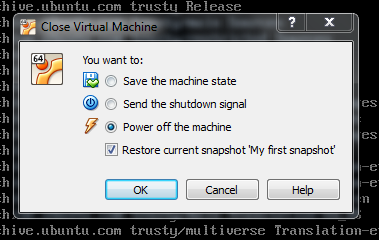 chive.ubuntu.com trusty Release
Close Virtual Machine
64
You want to:
Save the machine state
Send the shutdown signal
Power off the machine
Restore current snapshot 'My first snapshot'
OK
Cancel
Help
chive.ubuntu.com trusty/multiverse Translation-e